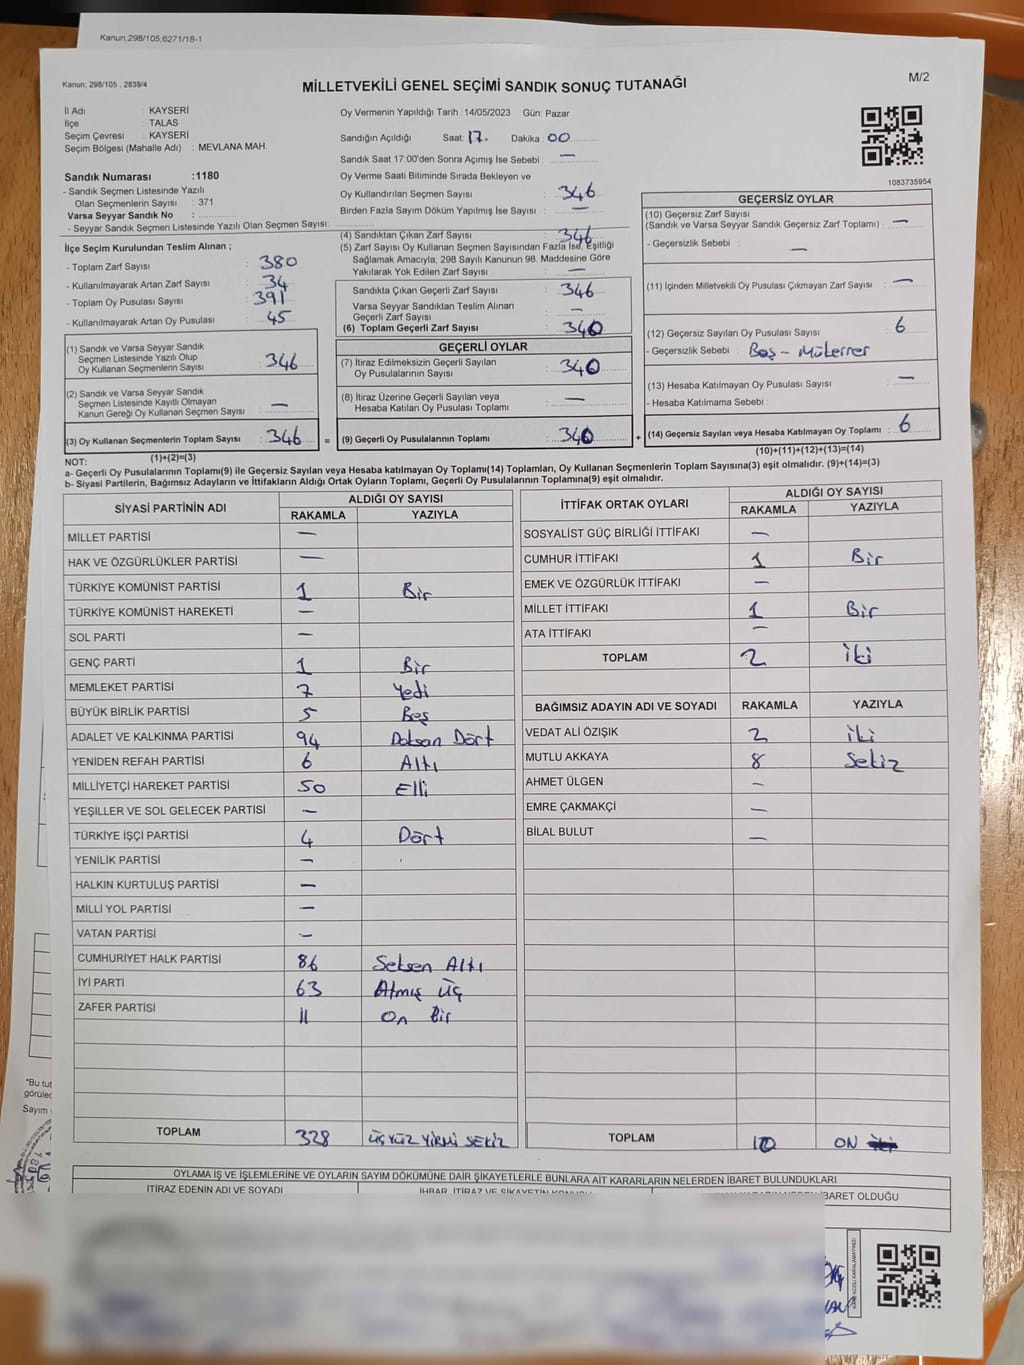 Kanun;298/105;6271/18-1
Kanun; 298/105 , 2839/4
MİLLETVEKİLİ GENEL SEÇİMİ SANDIK SONUÇ TUTANAĞI
M/2
İl Adı : KAYSERİ
İlçe : TALAS
Seçim Çevresi : KAYSERİ
Seçim Bölgesi (Mahalle Adı) : MEVLANA MAH.
Sandık Numarası :1180
- Sandık Seçmen Listesinde Yazılı
Olan Seçmenlerin Sayısı : 371
Varsa Seyyar Sandık No :
- Seyyar Sandık Seçmen Listesinde Yazılı Olan Seçmen Sayısı:
İlçe Seçim Kurulundan Teslim Alınan ;
- Toplam Zarf Sayısı : 380
- Kullanılmayarak Artan Zarf Sayısı : 34
- Toplam Oy Pusulası Sayısı : 391
- Kullanılmayarak Artan Oy Pusulası : 45
(1) Sandık ve Varsa Seyyar Sandık
Seçmen Listesinde Yazılı Olup
Oy Kullanan Seçmenlerin Sayısı : 346
(2) Sandık ve Varsa Seyyar Sandık
Seçmen Listesinde Kayıtlı Olmayan
Kanun Gereği Oy Kullanan Seçmen Sayısı : —
(3) Oy Kullanan Seçmenlerin Toplam Sayısı : 346
(1)+(2)=(3)
Oy Vermenin Yapıldığı Tarih :14/05/2023 Gün: Pazar
Sandığın Açıldığı Saat: 17. Dakika : 00
Sandık Saat 17:00'den Sonra Açımış İse Sebebi : —
Oy Verme Saati Biliminde Sırada Bekleyen ve
Oy Kullandırılan Seçmen Sayısı : 346
Birden Fazla Sayım Döküm Yapılmış İse Sayısı : —
(4) Sandıktan Çıkan Zarf Sayısı : 346
(5) Zarf Sayısı Oy Kullanan Seçmen Sayısından Fazla İse, Eşitliği
Sağlamak Amacıyla; 298 Sayılı Kanunun 98. Maddesine Göre
Yakılarak Yok Edilen Zarf Sayısı : —
Sandıkta Çıkan Geçerli Zarf Sayısı : 346
Varsa Seyyar Sandıktan Teslim Alınan
Geçerli Zarf Sayısı : —
(6) Toplam Geçerli Zarf Sayısı : 340
GEÇERLİ OYLAR
(7) İtiraz Edilmeksizin Geçerli Sayılan
Oy Pusulalarının Sayısı : 340
(8) İtiraz Üzerine Geçerli Sayılan veya
Hesaba Katılan Oy Pusulası Toplamı : —
= (9) Geçerli Oy Pusulalarının Toplamı : 340
1083735954
GEÇERSİZ OYLAR
(10) Geçersiz Zarf Sayısı
(Sandık ve Varsa Seyyar Sandık Geçersiz Zarf Toplamı) : —
- Geçersizlik Sebebi : —
(11) İçinden Milletvekili Oy Pusulası Çıkmayan Zarf Sayısı : —
(12) Geçersiz Sayılan Oy Pusulası Sayısı : 6
- Geçersizlik Sebebi : Boş - Mükerrer
(13) Hesaba Katılmayan Oy Pusulası Sayısı : —
- Hesaba Katılmama Sebebi :
+ (14) Geçersiz Sayılan veya Hesaba Katılmayan Oy Toplamı : 6
(10)+(11)+(12)+(13)=(14)
NOT:
a- Geçerli Oy Pusulalarının Toplamı(9) ile Geçersiz Sayılan veya Hesaba katılmayan Oy Toplamı(14) Toplamları, Oy Kullanan Seçmenlerin Toplam Sayısına(3) eşit olmalıdır. (9)+(14)=(3)
b- Siyasi Partilerin, Bağımsız Adayların ve İttifakların Aldığı Ortak Oyların Toplamı, Geçerli Oy Pusulalarının Toplamına(9) eşit olmalıdır.
SİYASİ PARTİNİN ADI ALDIĞI OY SAYISI
RAKAMLA YAZIYLA
MİLLET PARTİSİ —
HAK VE ÖZGÜRLÜKLER PARTİSİ —
TÜRKİYE KOMÜNİST PARTİSİ 1 Bir
TÜRKİYE KOMÜNİST HAREKETİ —
SOL PARTİ —
GENÇ PARTİ 1 Bir
MEMLEKET PARTİSİ 7 Yedi
BÜYÜK BİRLİK PARTİSİ 5 Beş
ADALET VE KALKINMA PARTİSİ 94 Doksan Dört
YENİDEN REFAH PARTİSİ 6 Altı
MİLLİYETÇİ HAREKET PARTİSİ 50 Elli
YEŞİLLER VE SOL GELECEK PARTİSİ —
TÜRKİYE İŞÇİ PARTİSİ 4 Dört
YENİLİK PARTİSİ —
HALKIN KURTULUŞ PARTİSİ —
MİLLİ YOL PARTİSİ —
VATAN PARTİSİ —
CUMHURİYET HALK PARTİSİ 86 Seksen Altı
İYİ PARTİ 63 Atmış Üç
ZAFER PARTİSİ 11 On Bir
TOPLAM 328 ÜÇ YÜZ YİRMİ SEKİZ
İTTİFAK ORTAK OYLARI ALDIĞI OY SAYISI
RAKAMLA YAZIYLA
SOSYALİST GÜÇ BİRLİĞİ İTTİFAKI —
CUMHUR İTTİFAKI 1 Bir
EMEK VE ÖZGÜRLÜK İTTİFAKI —
MİLLET İTTİFAKI 1 Bir
ATA İTTİFAKI —
TOPLAM 2 İki
BAĞIMSIZ ADAYIN ADI VE SOYADI RAKAMLA YAZIYLA
VEDAT ALİ ÖZIŞIK 2 İki
MUTLU AKKAYA 8 Sekiz
AHMET ÜLGEN —
EMRE ÇAKMAKÇİ —
BİLAL BULUT —
TOPLAM 10 ON
OYLAMA İŞ VE İŞLEMLERİNE VE OYLARIN SAYIM DÖKÜMÜNE DAİR ŞİKAYETLERLE BUNLARA AİT KARARLARIN NELERDEN İBARET BULUNDUKLARI
İTİRAZ EDENİN ADI VE SOYADI
İHBAR, İTİRAZ VE ŞİKAYETİN KONUSU
İBARET OLDUĞU
*Bu tut
görülec
Sayım